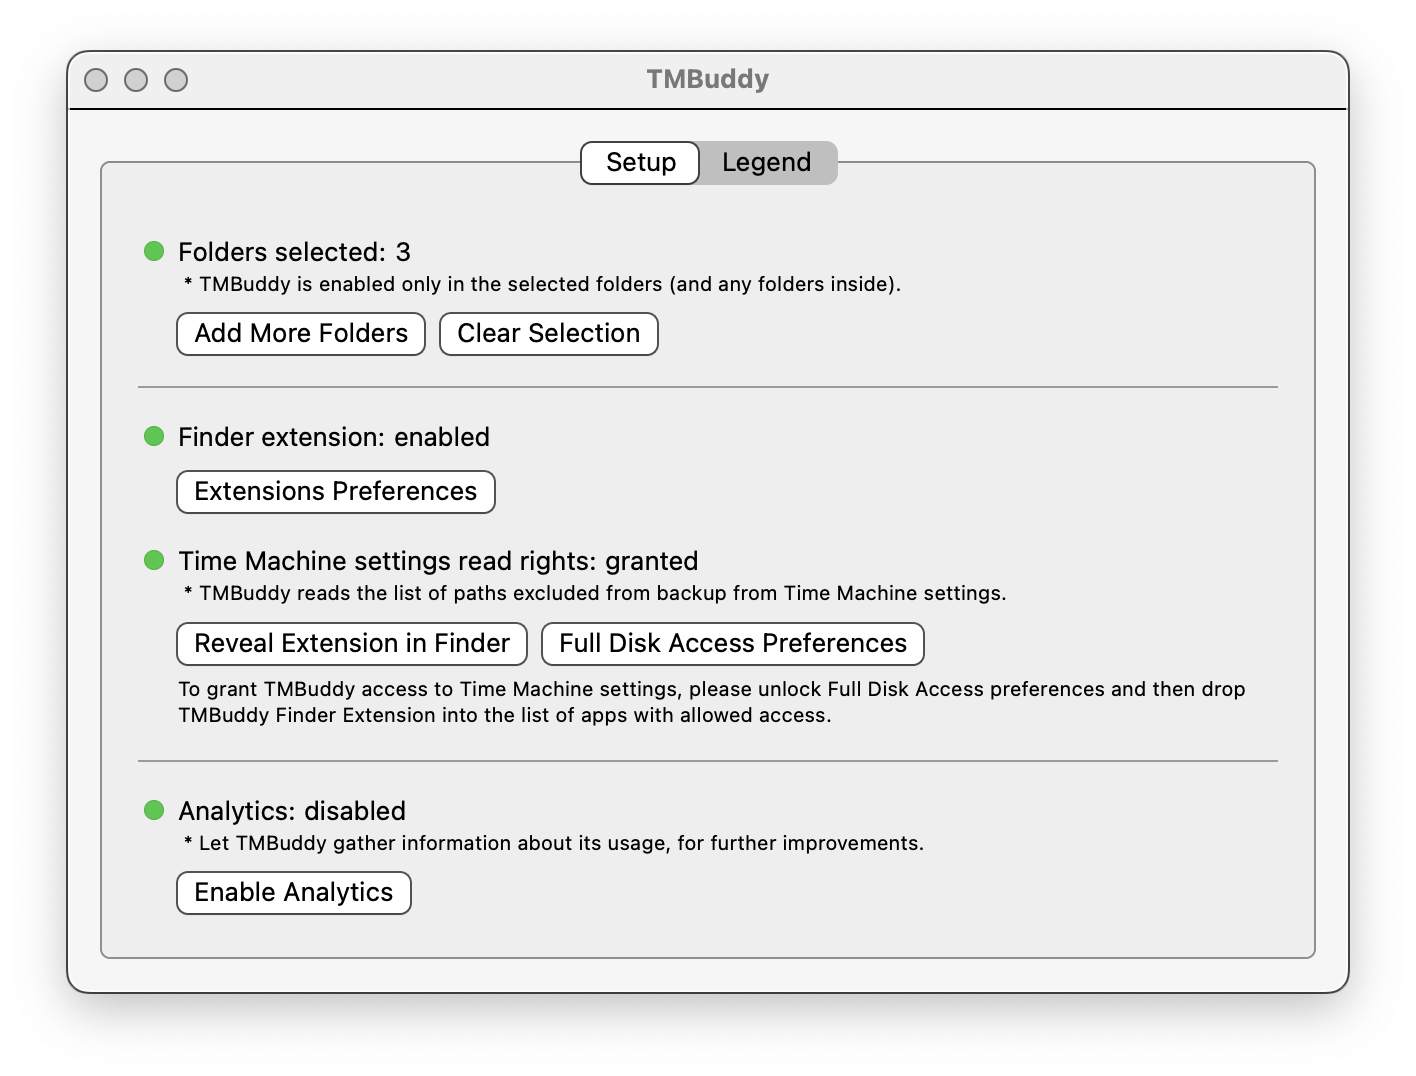 TMBuddy
Setup Legend
Folders selected: 3
* TMBuddy is enabled only in the selected folders (and any folders inside).
Add More Folders Clear Selection
Finder extension: enabled
Extensions Preferences
Time Machine settings read rights: granted
* TMBuddy reads the list of paths excluded from backup from Time Machine settings.
Reveal Extension in Finder Full Disk Access Preferences
To grant TMBuddy access to Time Machine settings, please unlock Full Disk Access preferences and then drop
TMBuddy Finder Extension into the list of apps with allowed access.
Analytics: disabled
* Let TMBuddy gather information about its usage, for further improvements.
Enable Analytics